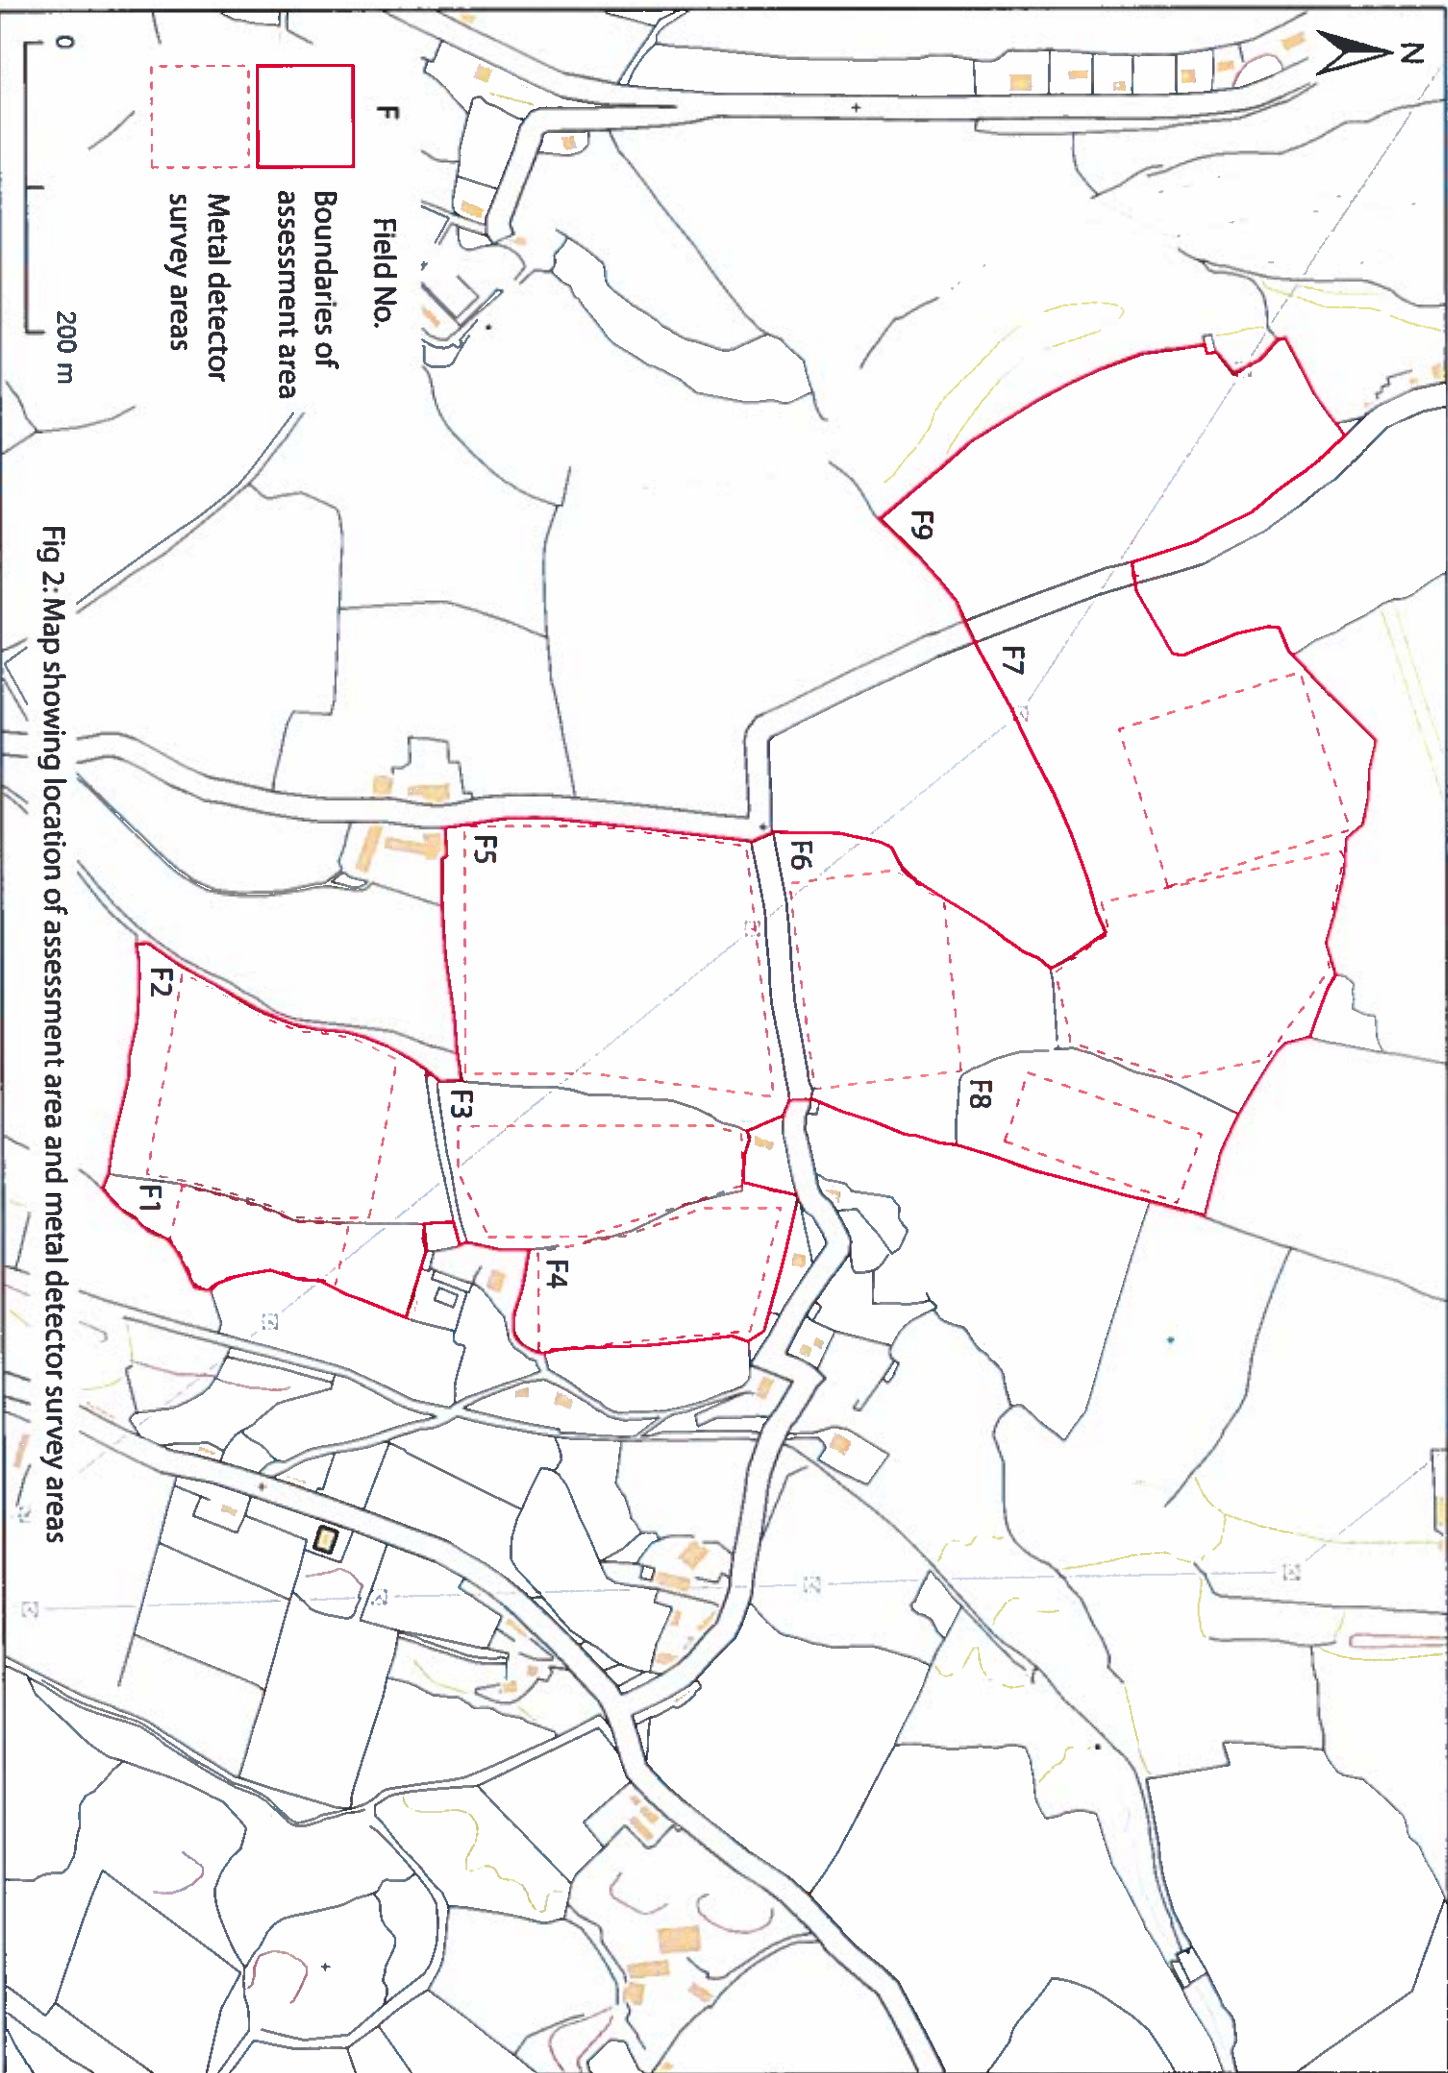 N
F9
F7
F8
F6
F5
F3
F4
F2
F1
F Field No.
Boundaries of
assessment area
Metal detector
survey areas
0 200 m
Fig 2: Map showing location of assessment area and metal detector survey areas